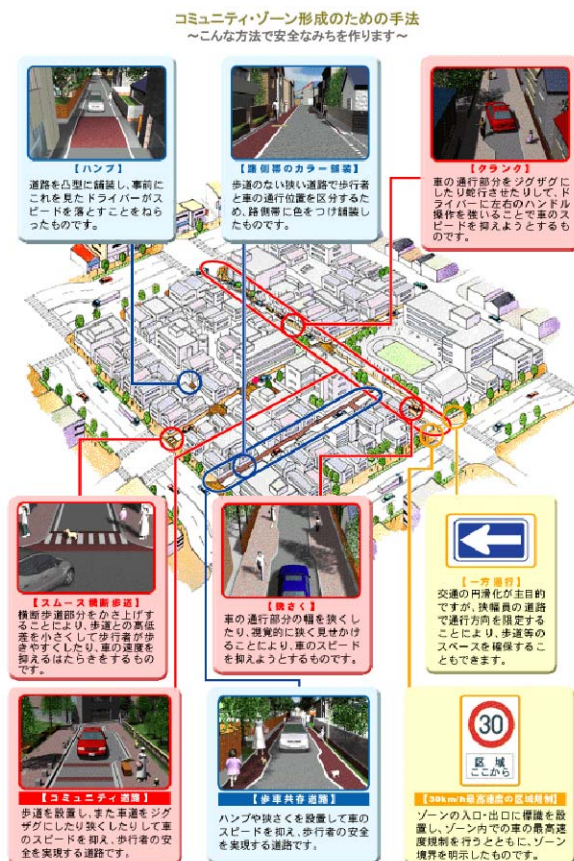 コミュニティ・ゾーン形成のための手法
～こんな方法で安全なみちを作ります～
【ハンプ】
道路を凸型に舗装し、事前に
これを見たドライバーがス
ピードを落とすことをねら
ったものです。
【路側帯のカラー舗装】
歩道のない狭い道路で歩行者
と車の通行位置を区分するた
め、路側帯に色をつけ舗装し
たものです。
【クランク】
車の通行部分をジグザグに
したり蛇行させたりして、ド
ライバーに左右のハンドル
操作を強いることで車のス
ピードを抑えようとするも
のです。
【スムース横断歩道】
横断歩道部分をかさ上げす
ることにより、歩道との高低
差を小さくして歩行者が歩
きやすくしたり、車の速度を
抑えるはたらきをするもの
です。
【狭さく】
車の通行部分の幅を狭くし
たり、視覚的に狭く見せかけ
ることにより、車のスピード
を抑えようとするものです。
【一方通行】
交通の円滑化が主目的
ですが、狭幅員の道路
で通行方向を限定する
ことにより、歩道等の
スペースを確保するこ
ともできます。
【コミュニティ道路】
歩道を設置し、また車道をジグ
ザグにしたり狭くしたりして車
のスピードを抑え、歩行者の安
全を実現する道路です。
【歩車共存道路】
ハンプや狭さくを設置して車の
スピードを抑え、歩行者の安全
を実現する道路です。
30
区域
ここから
【30km/h最高速度の区域規制】
ゾーンの入口・出口に標識を設
置し、ゾーン内での車の最高速
度規制を行うとともに、ゾーン
境界を明示したものです。